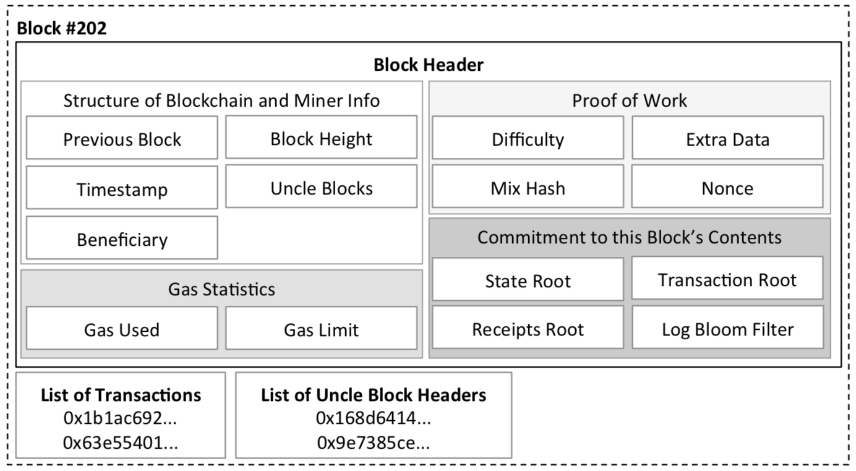 Block #202
Block Header
Structure of Blockchain and Miner Info
Previous Block
Block Height
Timestamp
Uncle Blocks
Beneficiary
Gas Statistics
Gas Used
Gas Limit
Proof of Work
Difficulty
Extra Data
Mix Hash
Nonce
Commitment to this Block’s Contents
State Root
Transaction Root
Receipts Root
Log Bloom Filter
List of Transactions
0x1b1ac692...
0x63e55401...
List of Uncle Block Headers
0x168d6414...
0x9e7385ce...